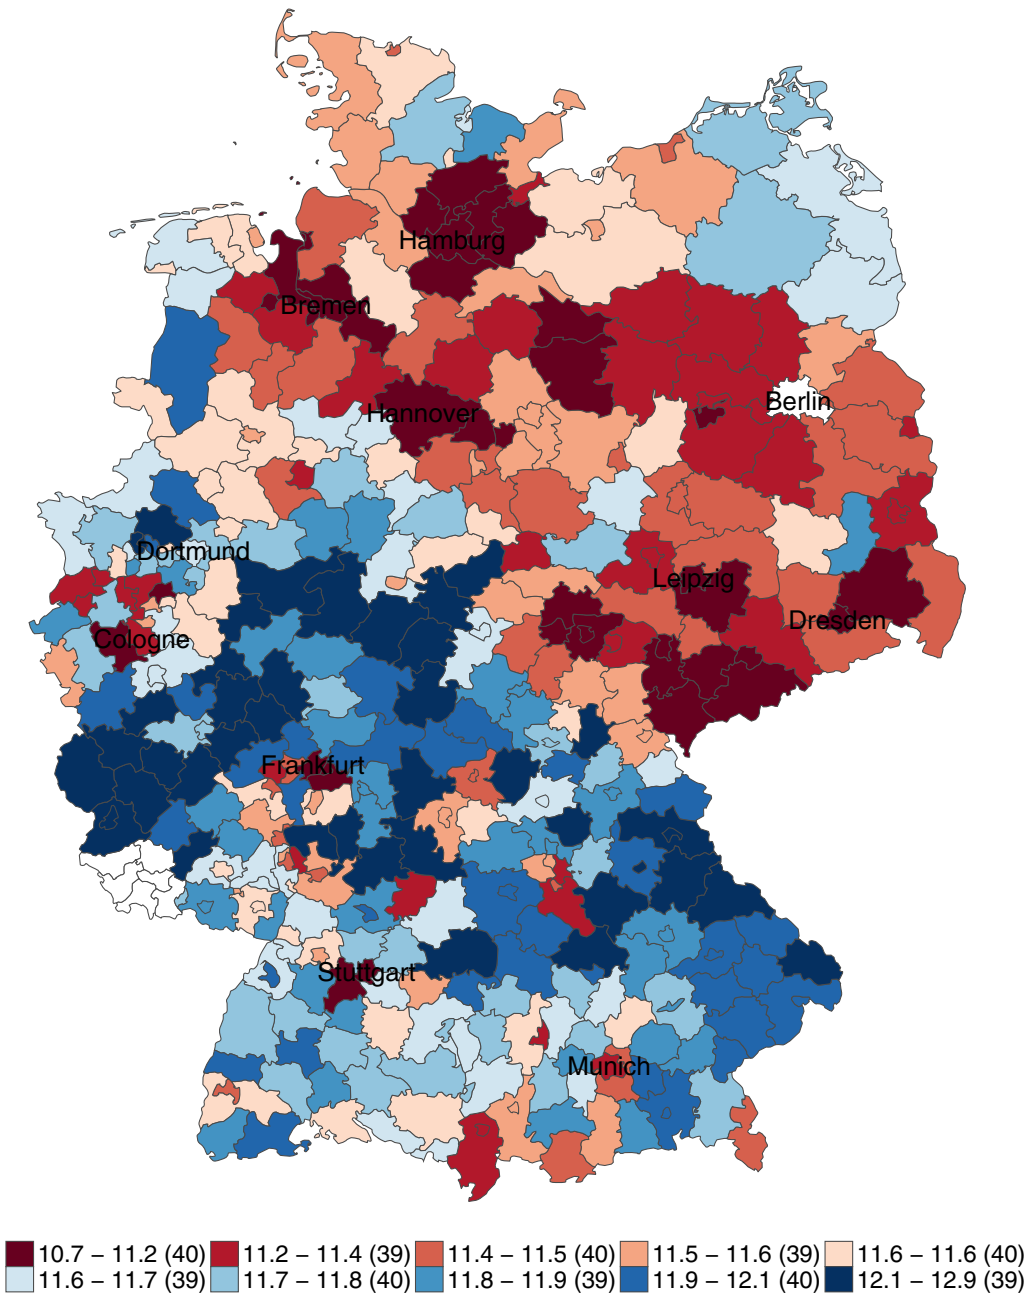 Hamburg
Bremen
Berlin
Hannover
Dortmund
Leipzig
Dresden
Cologne
Frankfurt
Stuttgart
Munich
10.7 – 11.2 (40) 11.2 – 11.4 (39) 11.4 – 11.5 (40) 11.5 – 11.6 (39) 11.6 – 11.6 (40)
11.6 – 11.7 (39) 11.7 – 11.8 (40) 11.8 – 11.9 (39) 11.9 – 12.1 (40) 12.1 – 12.9 (39)